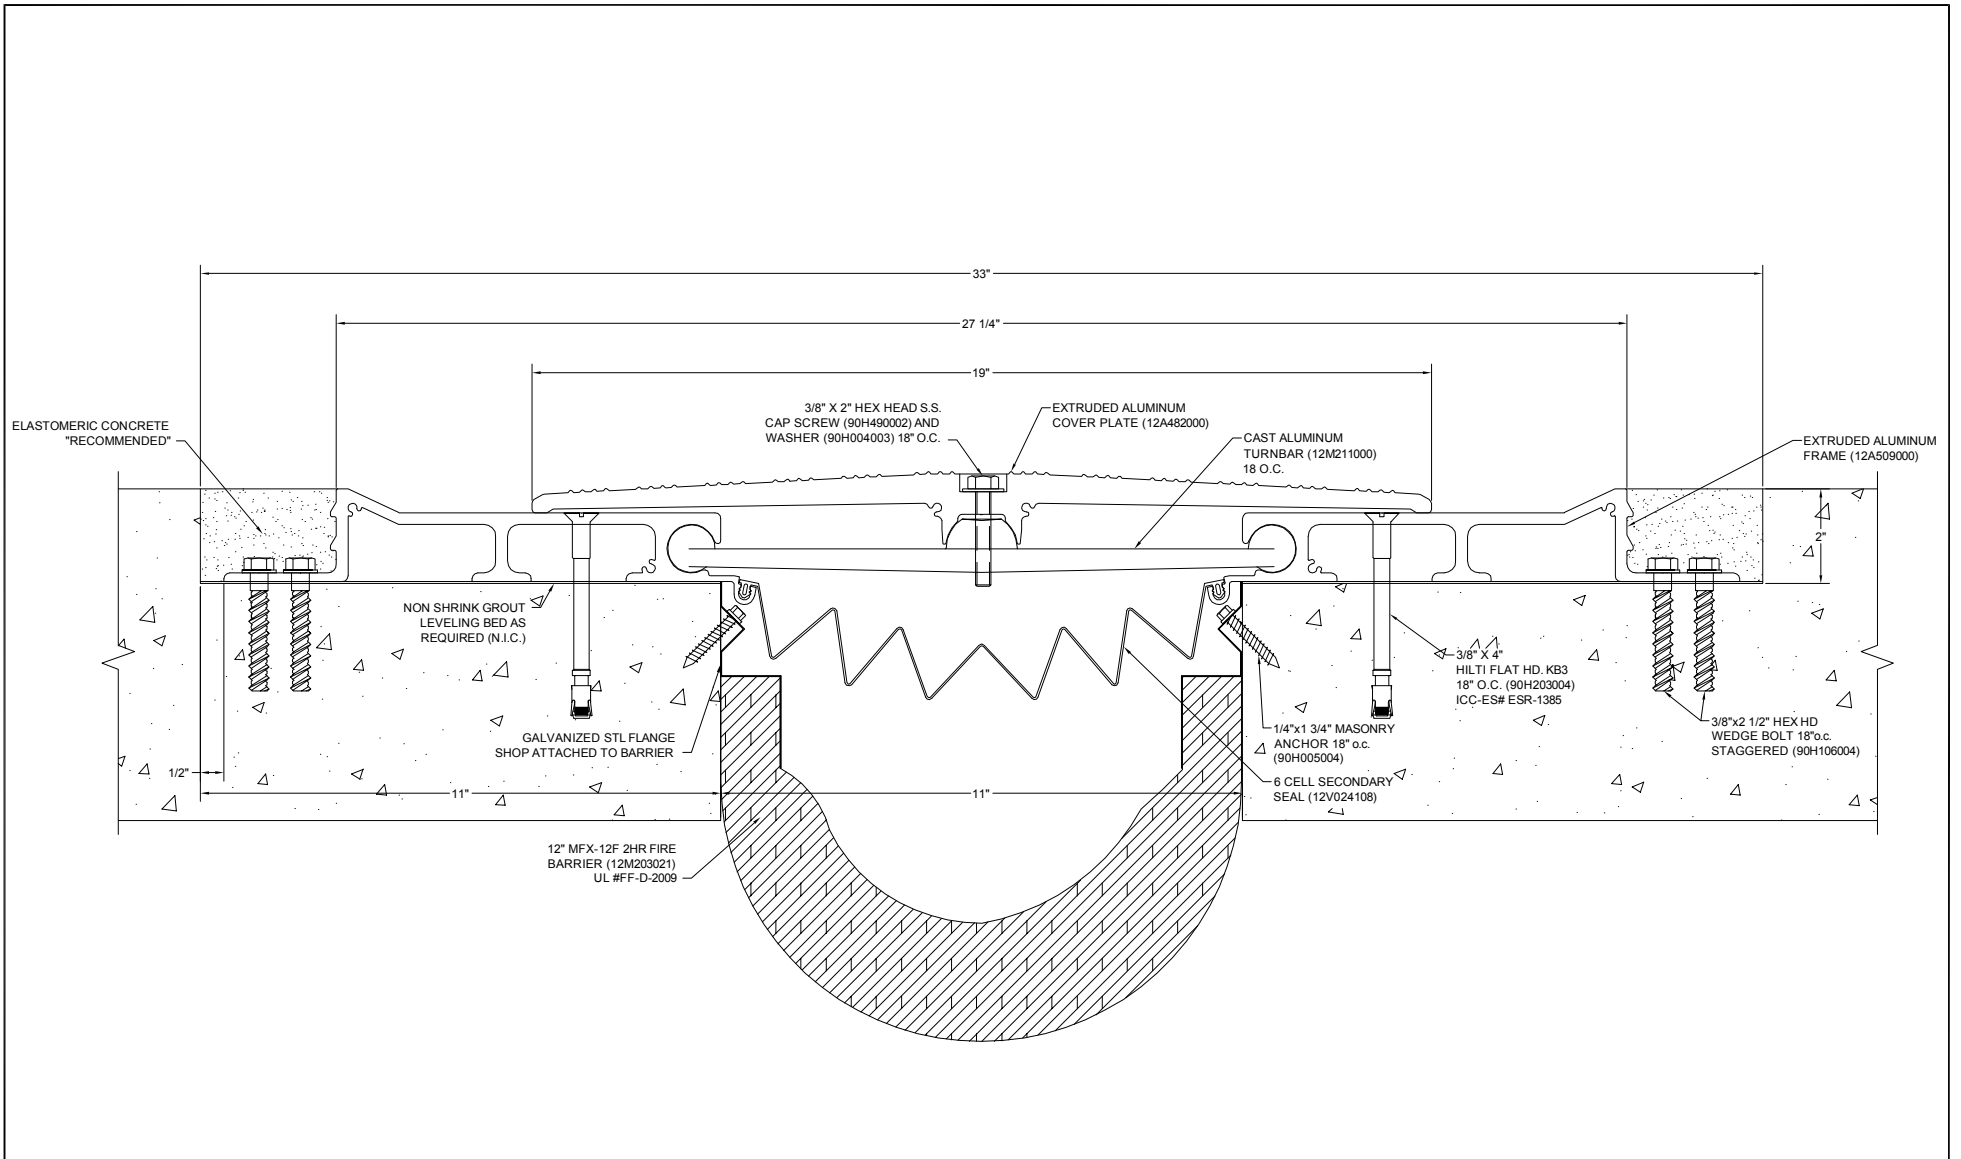 33"
27 1/4"
19"
3/8" X 2" HEX HEAD S.S.
CAP SCREW (90H490002) AND
WASHER (90H004003) 18" O.C.
EXTRUDED ALUMINUM
COVER PLATE (12A482000)
CAST ALUMINUM
TURNBAR (12M211000)
18 O.C.
ELASTOMERIC CONCRETE
"RECOMMENDED"
EXTRUDED ALUMINUM
FRAME (12A509000)
2"
NON SHRINK GROUT
LEVELING BED AS
REQUIRED (N.I.C.)
3/8" X 4"
HILTI FLAT HD. KB3
18" O.C. (90H203004)
ICC-ES# ESR-1385
GALVANIZED STL FLANGE
SHOP ATTACHED TO BARRIER
1/4"x1 3/4" MASONRY
ANCHOR 18" o.c.
(90H005004)
3/8"x2 1/2" HEX HD
WEDGE BOLT 18"o.c.
STAGGERED (90H106004)
1/2"
11"
11"
6 CELL SECONDARY
SEAL (12V024108)
12" MFX-12F 2HR FIRE
BARRIER (12M203021)
UL #FF-D-2009